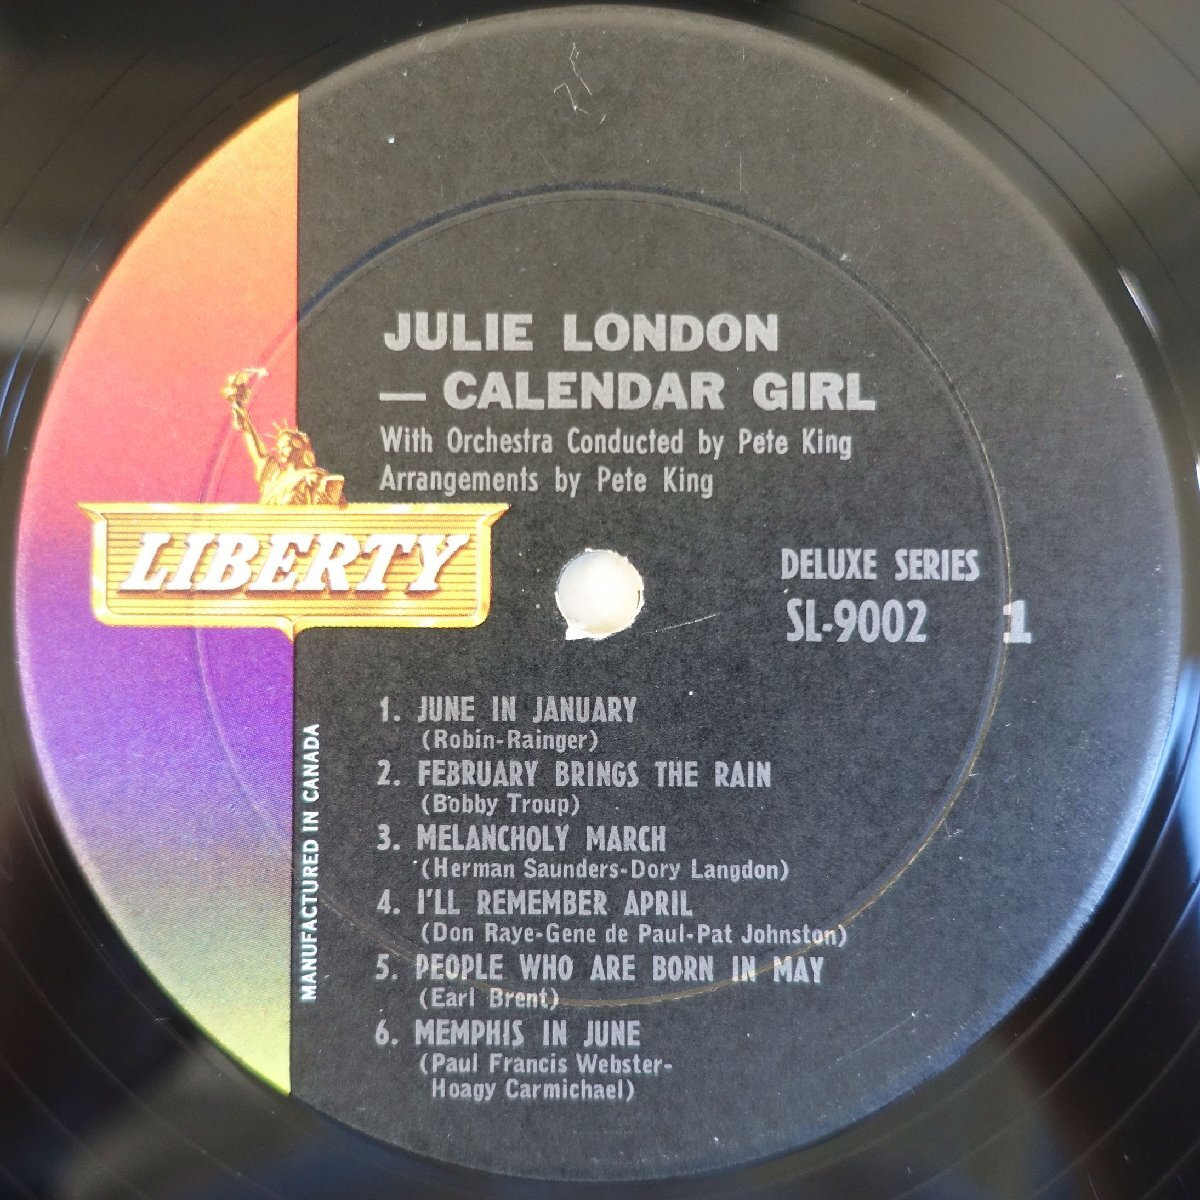 JULIE LONDON
— CALENDAR GIRL
With Orchestra Conducted by Pete King
Arrangements by Pete King
LIBERTY
DELUXE SERIES
SL-9002 1
1. JUNE IN JANUARY
(Robin-Rainger)
2. FEBRUARY BRINGS THE RAIN
(Bobby Troup)
3. MELANCHOLY MARCH
(Herman Saunders-Dory Langdon)
4. I'LL REMEMBER APRIL
(Don Raye-Gene de Paul-Pat Johnston)
5. PEOPLE WHO ARE BORN IN MAY
(Earl Brent)
6. MEMPHIS IN JUNE
(Paul Francis Webster-
Hoagy Carmichael)
MANUFACTURED IN CANADA